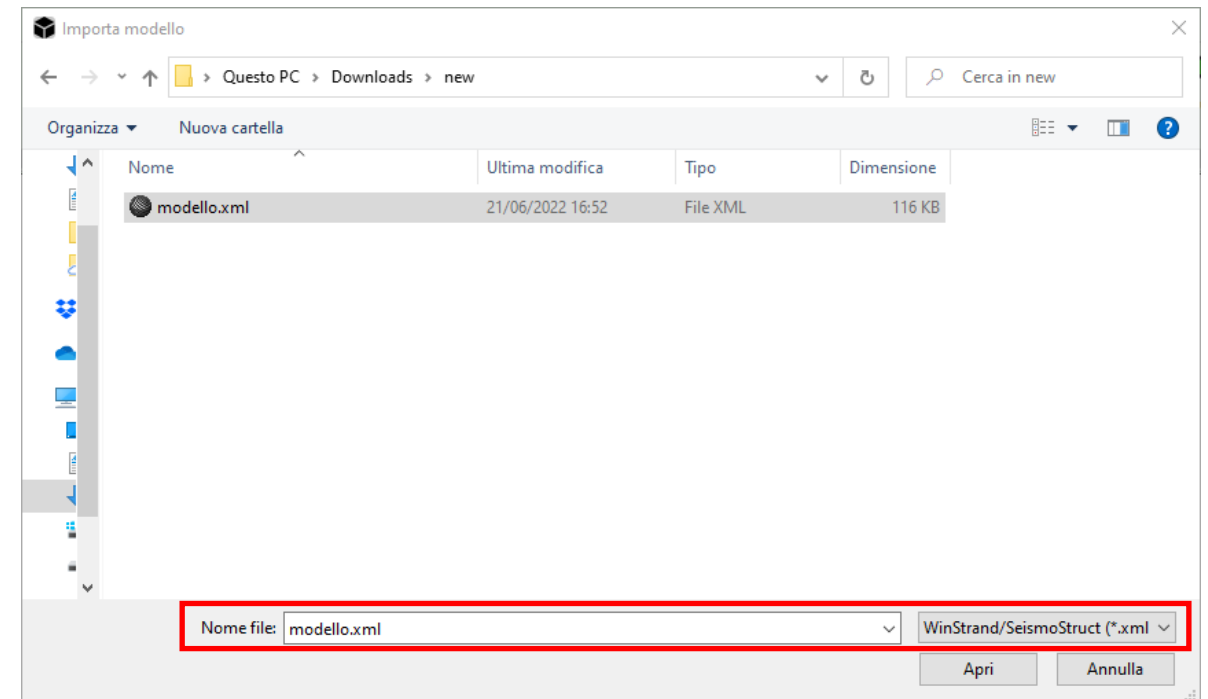 Importa modello
Questo PC › Downloads › new
Cerca in new
Organizza Nuova cartella
Nome Ultima modifica Tipo Dimensione
modello.xml 21/06/2022 16:52 File XML 116 KB
Nome file: modello.xml WinStrand/SeismoStruct (*.xml
Apri Annulla